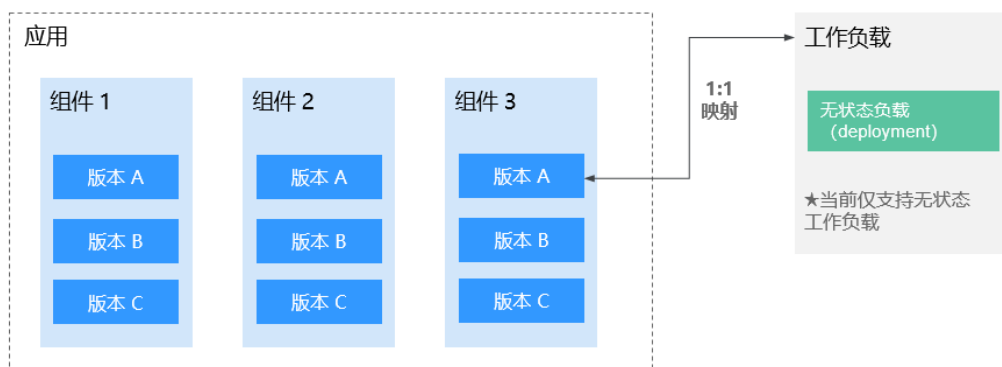 应用
工作负载
组件 1
组件 2
组件 3
1:1
映射
无状态负载
（deployment）
版本 A
版本 A
版本 A
★当前仅支持无状态
工作负载
版本 B
版本 B
版本 B
版本 C
版本 C
版本 C